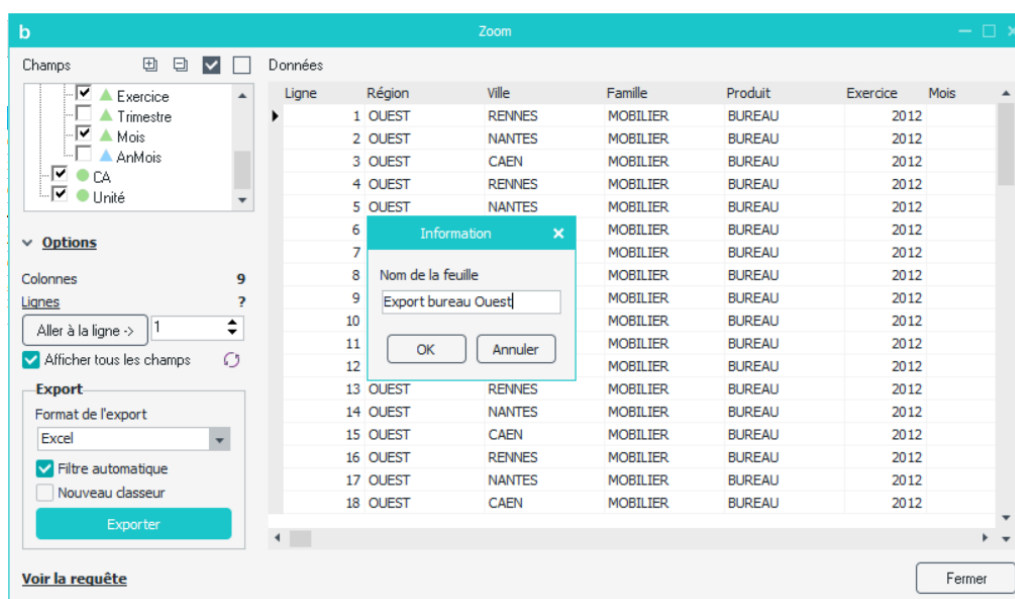 b Zoom
Champs
Exercice
Trimestre
Mois
AnMois
CA
Unité
Options
Colonnes 9
Lignes ?
Aller à la ligne -> 1
Afficher tous les champs
Export
Format de l'export
Excel
Filtre automatique
Nouveau classeur
Exporter
Voir la requête
Données
Ligne Région Ville Famille Produit Exercice Mois
1 OUEST RENNES MOBILIER BUREAU 2012
2 OUEST NANTES MOBILIER BUREAU 2012
3 OUEST CAEN MOBILIER BUREAU 2012
4 OUEST RENNES MOBILIER BUREAU 2012
5 OUEST NANTES MOBILIER BUREAU 2012
6 MOBILIER BUREAU 2012
7 MOBILIER BUREAU 2012
8 MOBILIER BUREAU 2012
9 MOBILIER BUREAU 2012
10 MOBILIER BUREAU 2012
11 MOBILIER BUREAU 2012
12 MOBILIER BUREAU 2012
13 OUEST RENNES MOBILIER BUREAU 2012
14 OUEST NANTES MOBILIER BUREAU 2012
15 OUEST CAEN MOBILIER BUREAU 2012
16 OUEST RENNES MOBILIER BUREAU 2012
17 OUEST NANTES MOBILIER BUREAU 2012
18 OUEST CAEN MOBILIER BUREAU 2012
Information
Nom de la feuille
Export bureau Ouest
OK Annuler
Fermer